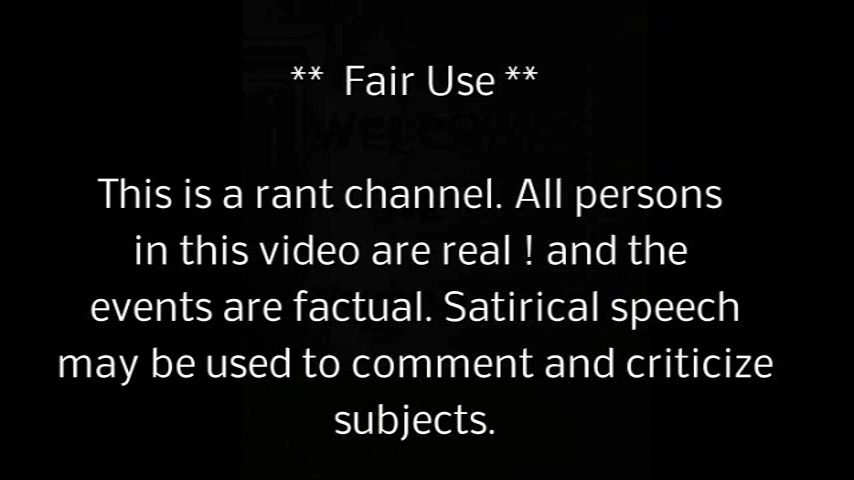 ** Fair Use **
This is a rant channel. All persons
in this video are real ! and the
events are factual. Satirical speech
may be used to comment and criticize
subjects.